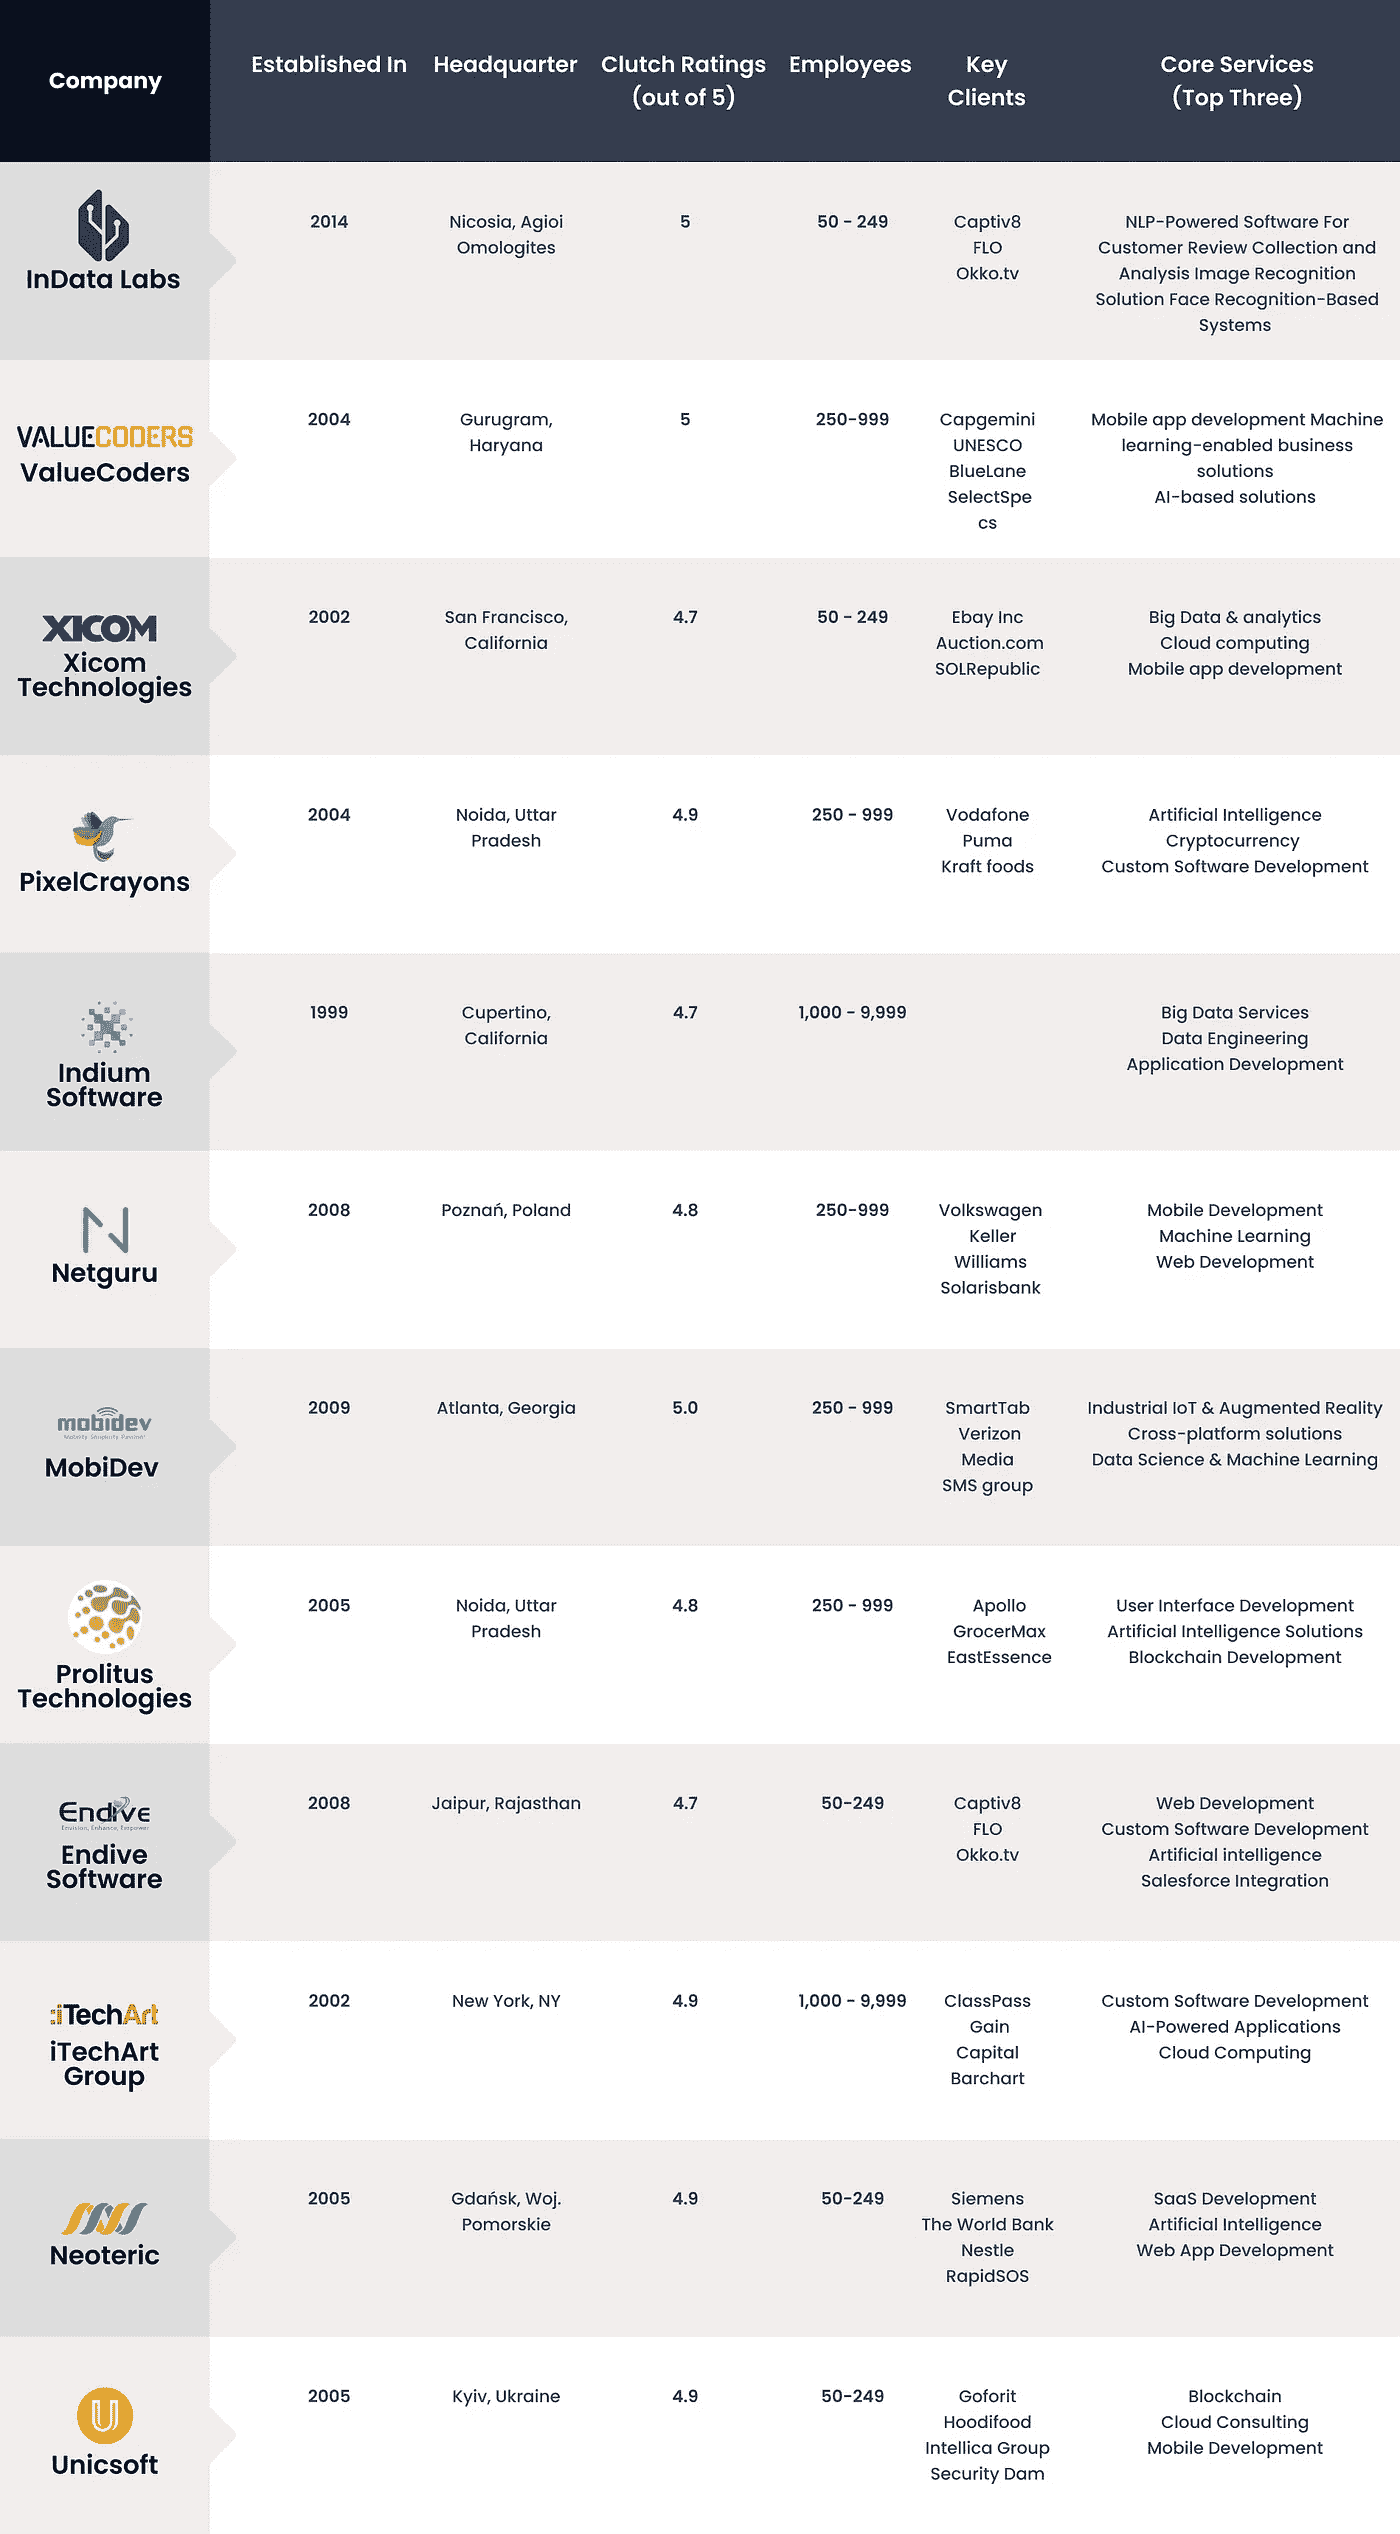 Company
Established In
Headquarter
Clutch Ratings
(out of 5)
Employees
Key
Clients
Core Services
(Top Three)
InData Labs
2014
Nicosia, Agioi
Omologites
5
50 - 249
Captiv8
FLO
Okko.tv
NLP-Powered Software For
Customer Review Collection and
Analysis Image Recognition
Solution Face Recognition-Based
Systems
VALUECODERS
ValueCoders
2004
Gurugram,
Haryana
5
250-999
Capgemini
UNESCO
BlueLane
SelectSpe
cs
Mobile app development Machine
learning-enabled business
solutions
AI-based solutions
XICOM
Xicom
Technologies
2002
San Francisco,
California
4.7
50 - 249
Ebay Inc
Auction.com
SOLRepublic
Big Data & analytics
Cloud computing
Mobile app development
PixelCrayons
2004
Noida, Uttar
Pradesh
4.9
250 - 999
Vodafone
Puma
Kraft foods
Artificial Intelligence
Cryptocurrency
Custom Software Development
Indium
Software
1999
Cupertino,
California
4.7
1,000 - 9,999
Big Data Services
Data Engineering
Application Development
Netguru
2008
Poznań, Poland
4.8
250-999
Volkswagen
Keller
Williams
Solarisbank
Mobile Development
Machine Learning
Web Development
mobidev
MobiDev
2009
Atlanta, Georgia
5.0
250 - 999
SmartTab
Verizon
Media
SMS group
Industrial IoT & Augmented Reality
Cross-platform solutions
Data Science & Machine Learning
Prolitus
Technologies
2005
Noida, Uttar
Pradesh
4.8
250 - 999
Apollo
GrocerMax
EastEssence
User Interface Development
Artificial Intelligence Solutions
Blockchain Development
Endive
Envision, Enhance, Empower
Endive
Software
2008
Jaipur, Rajasthan
4.7
50-249
Captiv8
FLO
Okko.tv
Web Development
Custom Software Development
Artificial intelligence
Salesforce Integration
:iTechArt
iTechArt
Group
2002
New York, NY
4.9
1,000 - 9,999
ClassPass
Gain
Capital
Barchart
Custom Software Development
AI-Powered Applications
Cloud Computing
Neoteric
2005
Gdańsk, Woj.
Pomorskie
4.9
50-249
Siemens
The World Bank
Nestle
RapidSOS
SaaS Development
Artificial Intelligence
Web App Development
Unicsoft
2005
Kyiv, Ukraine
4.9
50-249
Goforit
Hoodifood
Intellica Group
Security Dam
Blockchain
Cloud Consulting
Mobile Development